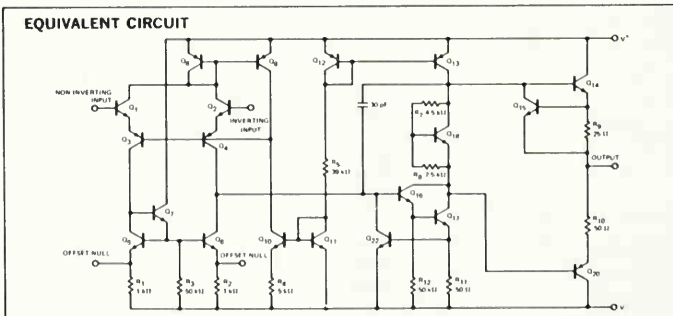 EQUIVALENT CIRCUIT
V+
Q8
Q9
Q12
Q13
Q14
NON INVERTING
INPUT
Q1
Q2
INVERTING
INPUT
Q3
Q4
30 pF
R7 4.5 kΩ
Q18
R8 7.5 kΩ
Q15
R9
25 Ω
OUTPUT
R5
39 kΩ
Q16
Q7
Q5
Q6
Q10
Q11
Q22
Q17
R10
50 Ω
Q20
OFFSET NULL
OFFSET NULL
R1
1 kΩ
R3
50 kΩ
R2
1 kΩ
R4
5 kΩ
R12
50 kΩ
R11
50 Ω
V